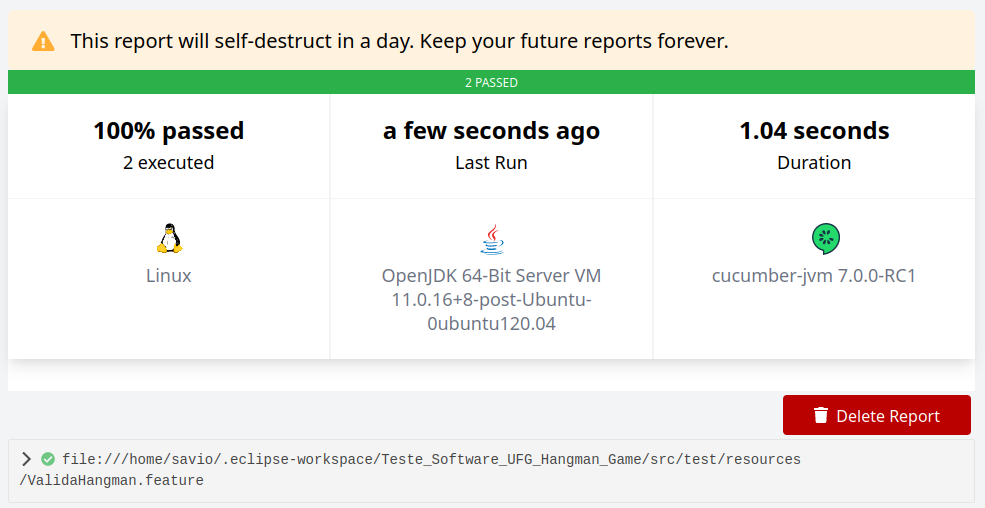 This report will self-destruct in a day. Keep your future reports forever.
2 PASSED
100% passed
2 executed
a few seconds ago
Last Run
1.04 seconds
Duration
Linux
OpenJDK 64-Bit Server VM
11.0.16+8-post-Ubuntu-
0ubuntu120.04
cucumber-jvm 7.0.0-RC1
Delete Report
file:///home/savio/.eclipse-workspace/Teste_Software_UFG_Hangman_Game/src/test/resources
/ValidaHangman.feature